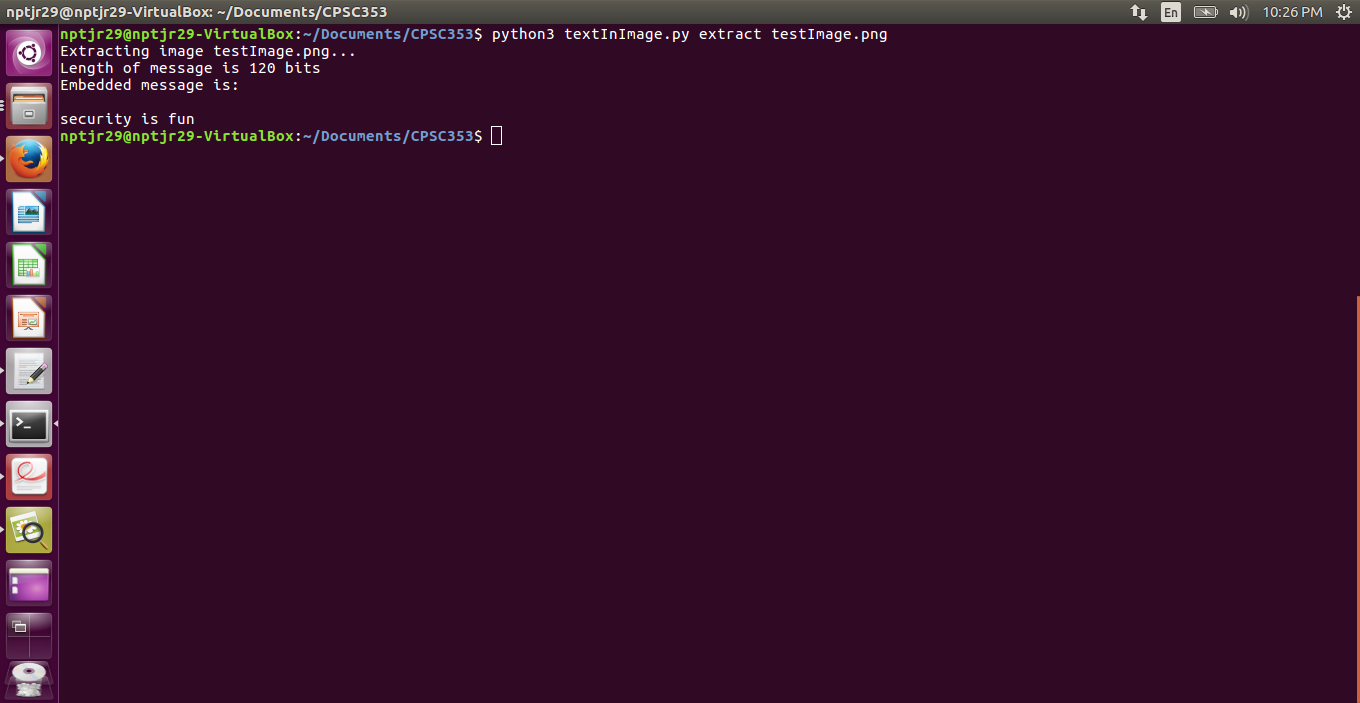 nptjr29@nptjr29-VirtualBox: ~/Documents/CPSC353
En
10:26 PM
nptjr29@nptjr29-VirtualBox:~/Documents/CPSC353$ python3 textInImage.py extract testImage.png
Extracting image testImage.png...
Length of message is 120 bits
Embedded message is:
security is fun
nptjr29@nptjr29-VirtualBox:~/Documents/CPSC353$